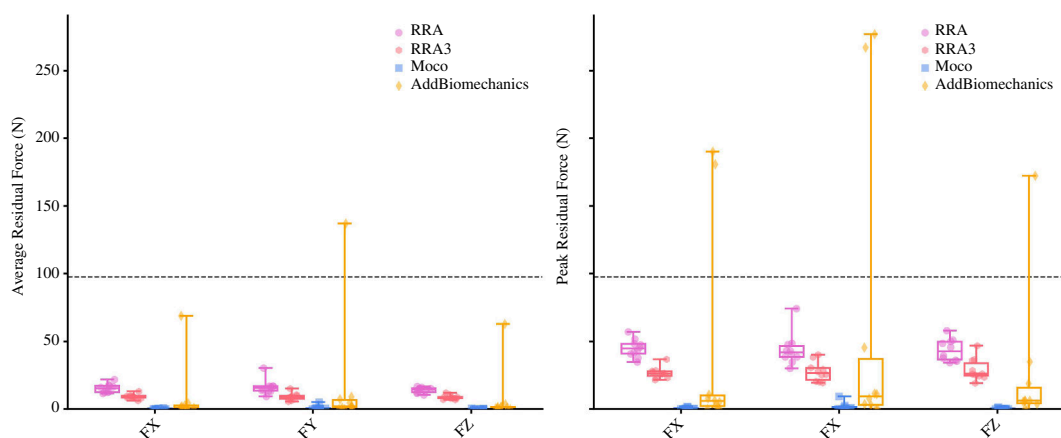 Average Residual Force (N)
250
200
150
100
50
0
FX
FY
FZ
RRA
RRA3
Moco
AddBiomechanics
Peak Residual Force (N)
FX
FX
FZ
RRA
RRA3
Moco
AddBiomechanics